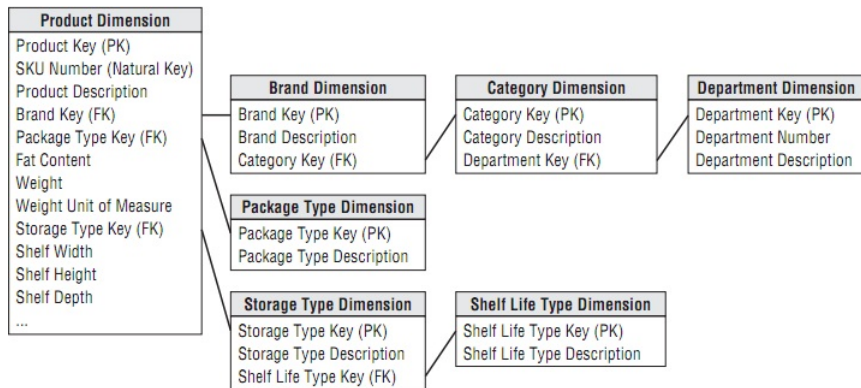 Product Dimension
Product Key (PK)
SKU Number (Natural Key)
Product Description
Brand Key (FK)
Package Type Key (FK)
Fat Content
Weight
Weight Unit of Measure
Storage Type Key (FK)
Shelf Width
Shelf Height
Shelf Depth
...
Brand Dimension
Brand Key (PK)
Brand Description
Category Key (FK)
Category Dimension
Category Key (PK)
Category Description
Department Key (FK)
Department Dimension
Department Key (PK)
Department Number
Department Description
Package Type Dimension
Package Type Key (PK)
Package Type Description
Storage Type Dimension
Storage Type Key (PK)
Storage Type Description
Shelf Life Type Key (FK)
Shelf Life Type Dimension
Shelf Life Type Key (PK)
Shelf Life Type Description